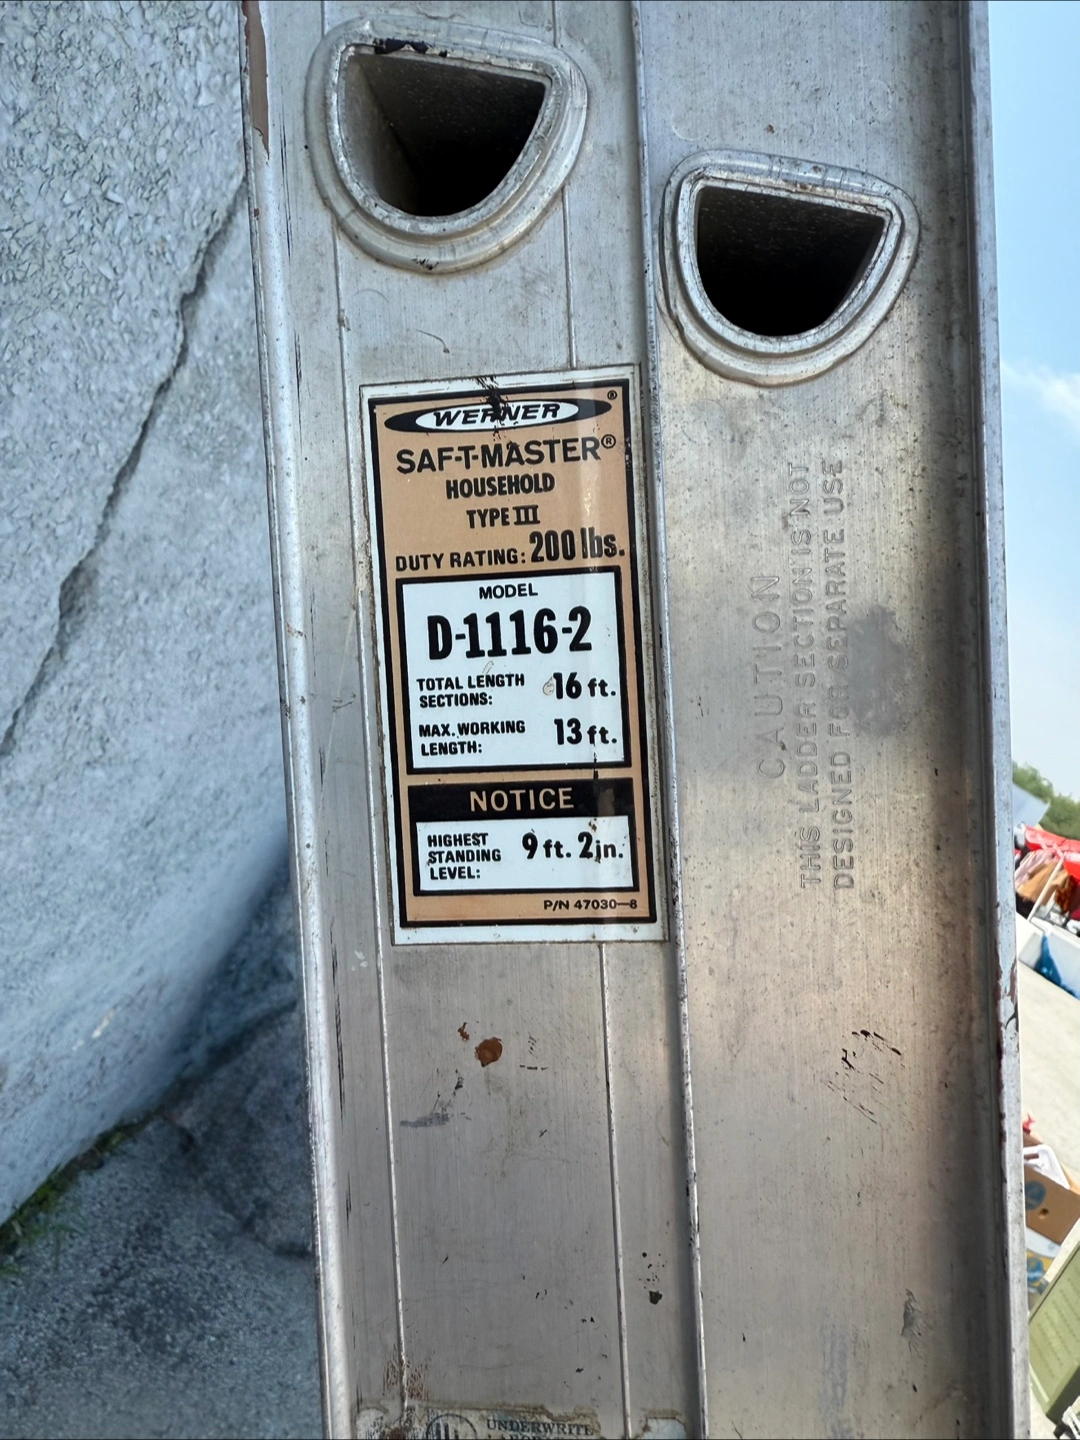 WERNER®
SAF-T-MASTER®
HOUSEHOLD
TYPE III
DUTY RATING: 200 lbs.
MODEL
D-1116-2
TOTAL LENGTH
SECTIONS: 16 ft.
MAX. WORKING
LENGTH: 13 ft.
NOTICE
HIGHEST
STANDING
LEVEL: 9 ft. 2 in.
P/N 47030-8
CAUTION
THIS LADDER SECTION IS NOT
DESIGNED FOR SEPARATE USE